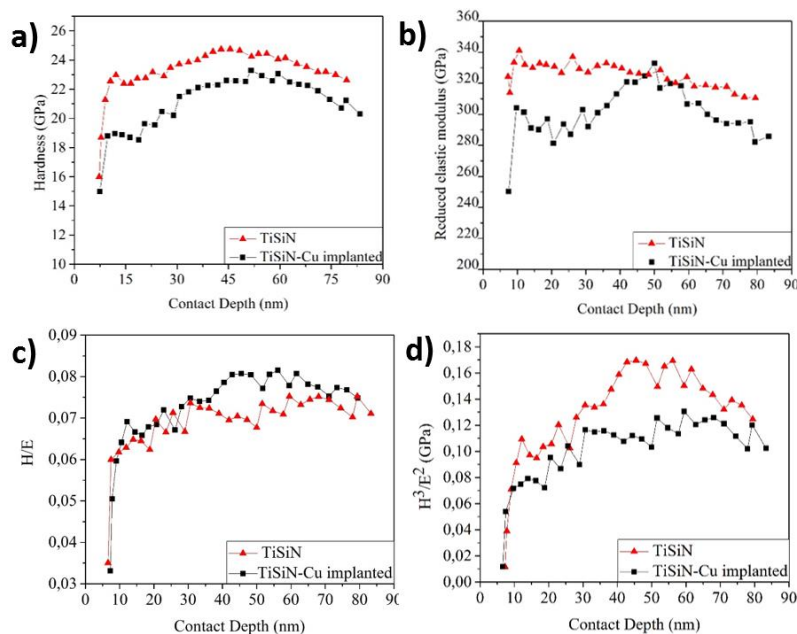 a)
Hardness (GPa)
26
24
22
20
18
16
14
12
10
TiSiN
TiSiN-Cu implanted
0 15 30 45 60 75 90
Contact Depth (nm)
b)
Reduced elastic modulus (GPa)
360
340
320
300
280
260
240
220
200
TiSiN
TiSiN-Cu implanted
0 10 20 30 40 50 60 70 80 90
Contact Depth (nm)
c)
H/E
0,09
0,08
0,07
0,06
0,05
0,04
0,03
TiSiN
TiSiN-Cu implanted
0 10 20 30 40 50 60 70 80 90
Contact Depth (nm)
d)
H³/E² (GPa)
0,18
0,16
0,14
0,12
0,10
0,08
0,06
0,04
0,02
0,00
TiSiN
TiSiN-Cu implanted
0 10 20 30 40 50 60 70 80 90
Contact Depth (nm)